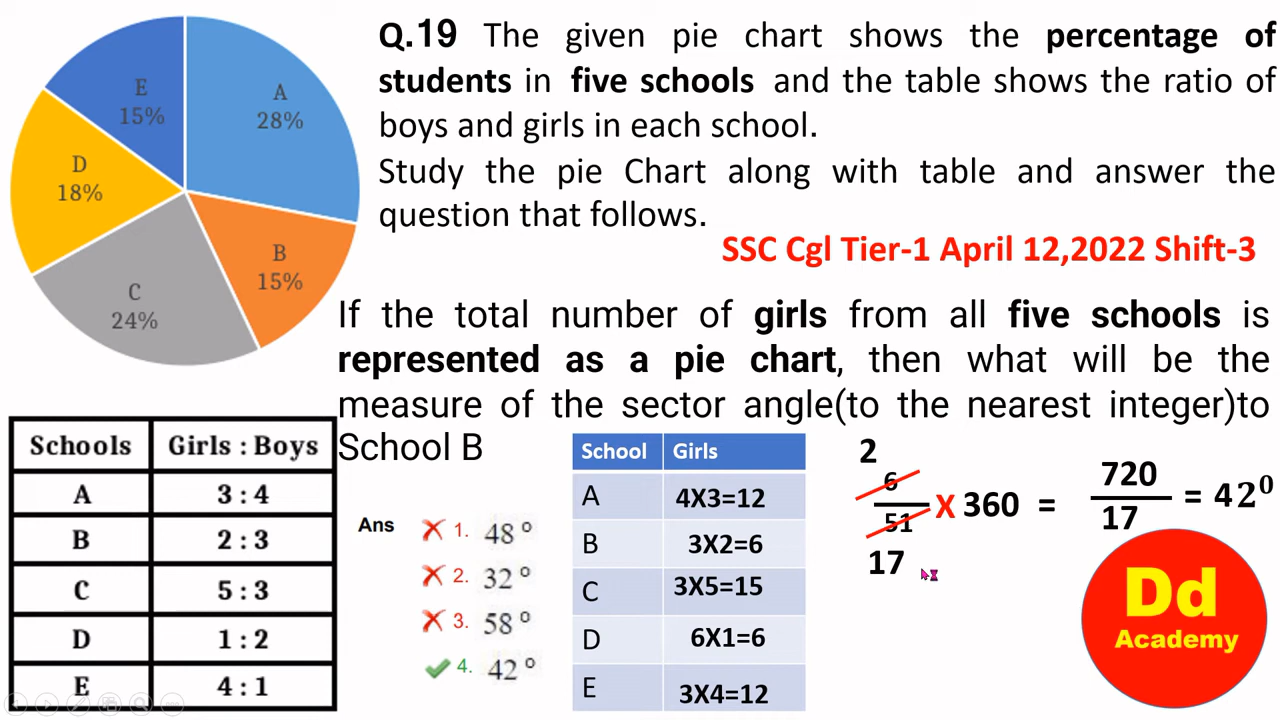 Q.19 The given pie chart shows the percentage of
students in five schools and the table shows the ratio of
boys and girls in each school.
Study the pie Chart along with table and answer the
question that follows.
SSC Cgl Tier-1 April 12,2022 Shift-3
E
15%
A
28%
D
18%
B
15%
C
24%
If the total number of girls from all five schools is
represented as a pie chart, then what will be the
measure of the sector angle(to the nearest integer)to
School B
Schools Girls : Boys
A 3 : 4
B 2 : 3
C 5 : 3
D 1 : 2
E 4 : 1
Ans
1. 48 o
2. 32 o
3. 58 o
4. 42 o
School Girls
A 4X3=12
B 3X2=6
C 3X5=15
D 6X1=6
E 3X4=12
2
6
51
17
X 360 =
720
17
= 42⁰
Dd
Academy